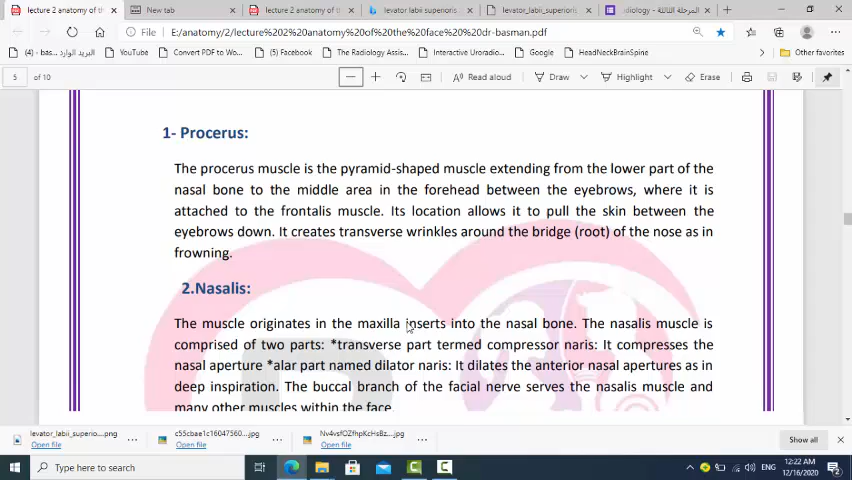 lecture 2 anatomy of the f
New tab
lecture 2 anatomy of the
levator labii superioris
levator_labii_superioris
المرحلة الثالثة - Radiology
File E:/anatomy/2/lecture%202%20anatomy%20of%20the%20face%20%20dr-basman.pdf
البريد الوارد (4) - bas...
YouTube
Convert PDF to Wo...
(5) Facebook
The Radiology Assi...
Interactive Uroradio...
Google
HeadNeckBrainSpine
Other favorites
5 of 10
Read aloud
Draw
Highlight
Erase
1- Procerus:
The procerus muscle is the pyramid-shaped muscle extending from the lower part of the
nasal bone to the middle area in the forehead between the eyebrows, where it is
attached to the frontalis muscle. Its location allows it to pull the skin between the
eyebrows down. It creates transverse wrinkles around the bridge (root) of the nose as in
frowning.
2.Nasalis:
The muscle originates in the maxilla inserts into the nasal bone. The nasalis muscle is
comprised of two parts: *transverse part termed compressor naris: It compresses the
nasal aperture *alar part named dilator naris: It dilates the anterior nasal apertures as in
deep inspiration. The buccal branch of the facial nerve serves the nasalis muscle and
many other muscles within the face.
levator_labii_superio....png
Open file
c55cbae1c16047560....jpg
Open file
Nv4vsfOZfhpKcHsBz....jpg
Open file
Show all
Type here to search
ENG
12:22 AM
12/16/2020
2